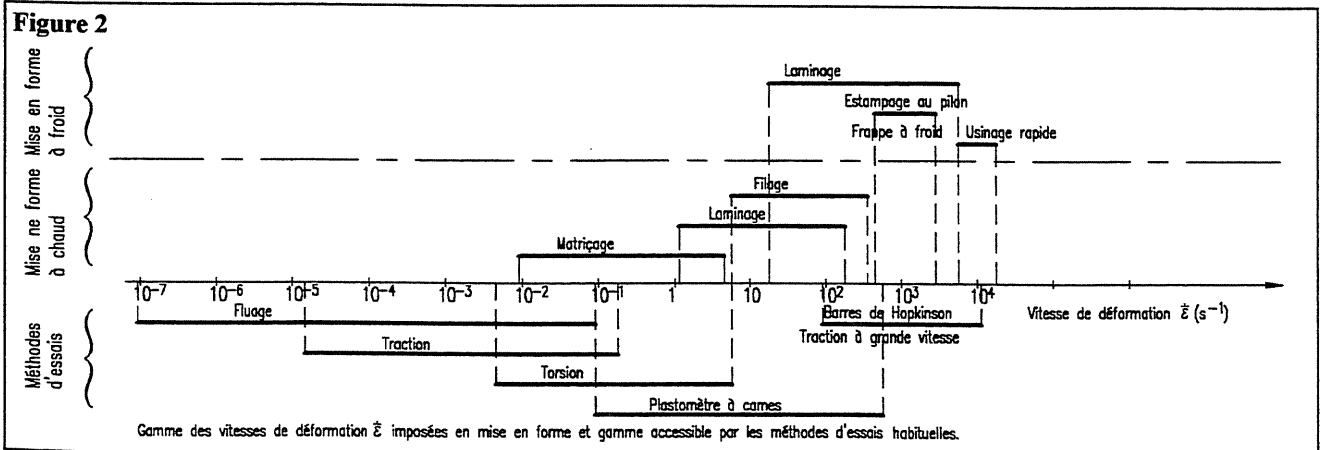 Figure 2
Mise en forme
à froid
Laminage
Estampage au pilon
Frappe à froid Usinage rapide
Mise ne forme
à chaud
Filage
Laminage
Matriçage
10⁻⁷ 10⁻⁶ 10⁻⁵ 10⁻⁴ 10⁻³ 10⁻² 10⁻¹ 1 10 10² 10³ 10⁴
Vitesse de déformation ε̇ (s⁻¹)
Méthodes
d'essais
Fluage
Barres de Hopkinson
Traction à grande vitesse
Traction
Torsion
Plastomètre à cames
Gamme des vitesses de déformation ε̇ imposées en mise en forme et gamme accessible par les méthodes d'essais habituelles.